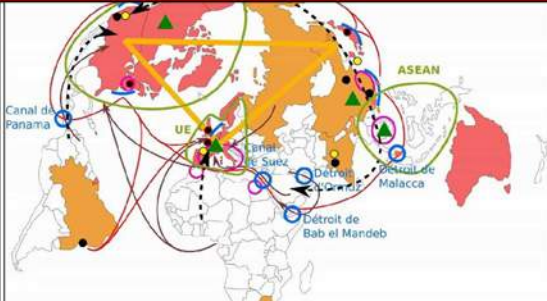 ASEAN
Canal de
Panama
UE
Canal
de Suez
Détroit
d'Ormuz
Détroit de
Malacca
Détroit de
Bab el Mandeb